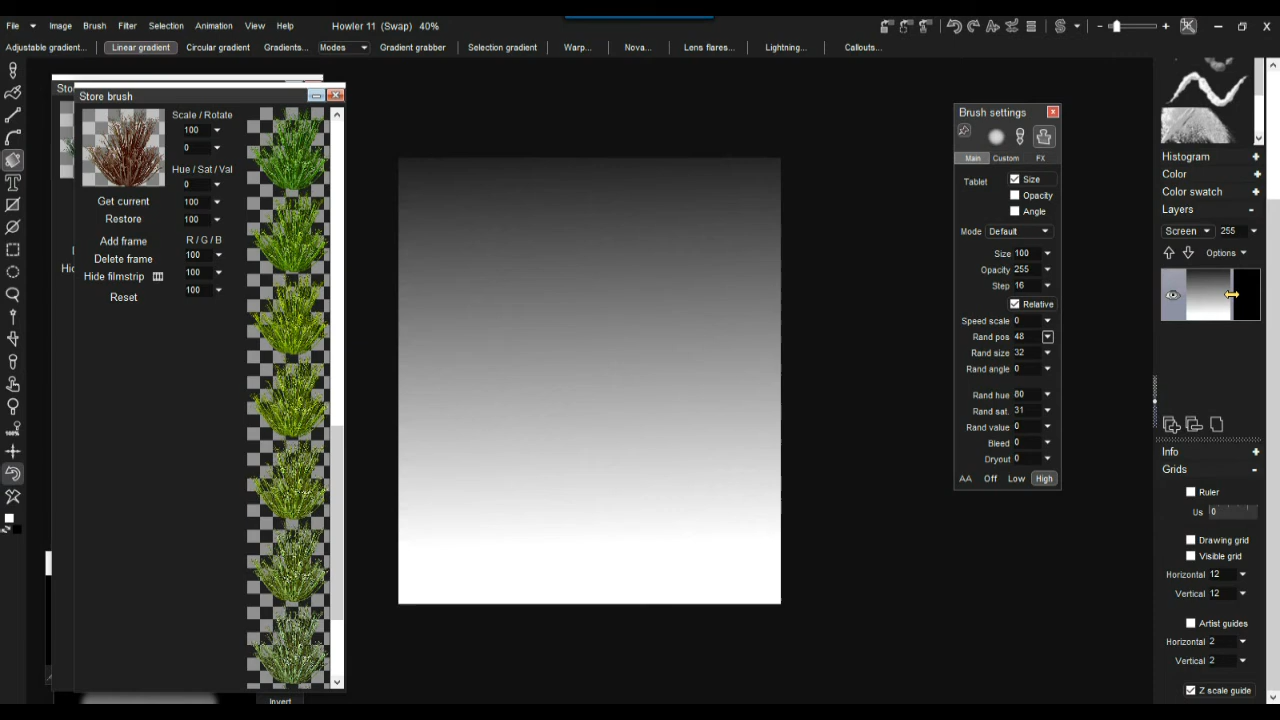 File Image Brush Filter Selection Animation View Help Howler 11 (Swap) 40%
Adjustable gradient... Linear gradient Circular gradient Gradients... Modes Gradient grabber Selection gradient Warp... Nova... Lens flares... Lightning... Callouts...
Store brush
Scale / Rotate
100
0
Hue / Sat / Val
0
Get current 100
Restore 100
Add frame R / G / B
Delete frame 100
Hide filmstrip 100
Reset 100
Invert
Brush settings
Main Custom FX
Tablet Size
Opacity
Angle
Mode Default
Size 100
Opacity 255
Step 16
Relative
Speed scale 0
Rand pos 48
Rand size 32
Rand angle 0
Rand hue 80
Rand sat. 31
Rand value 0
Bleed 0
Dryout 0
AA Off Low High
Histogram
Color
Color swatch
Layers
Screen 255
Options
Info
Grids
Ruler
Us 0
Drawing grid
Visible grid
Horizontal 12
Vertical 12
Artist guides
Horizontal 2
Vertical 2
Z scale guide